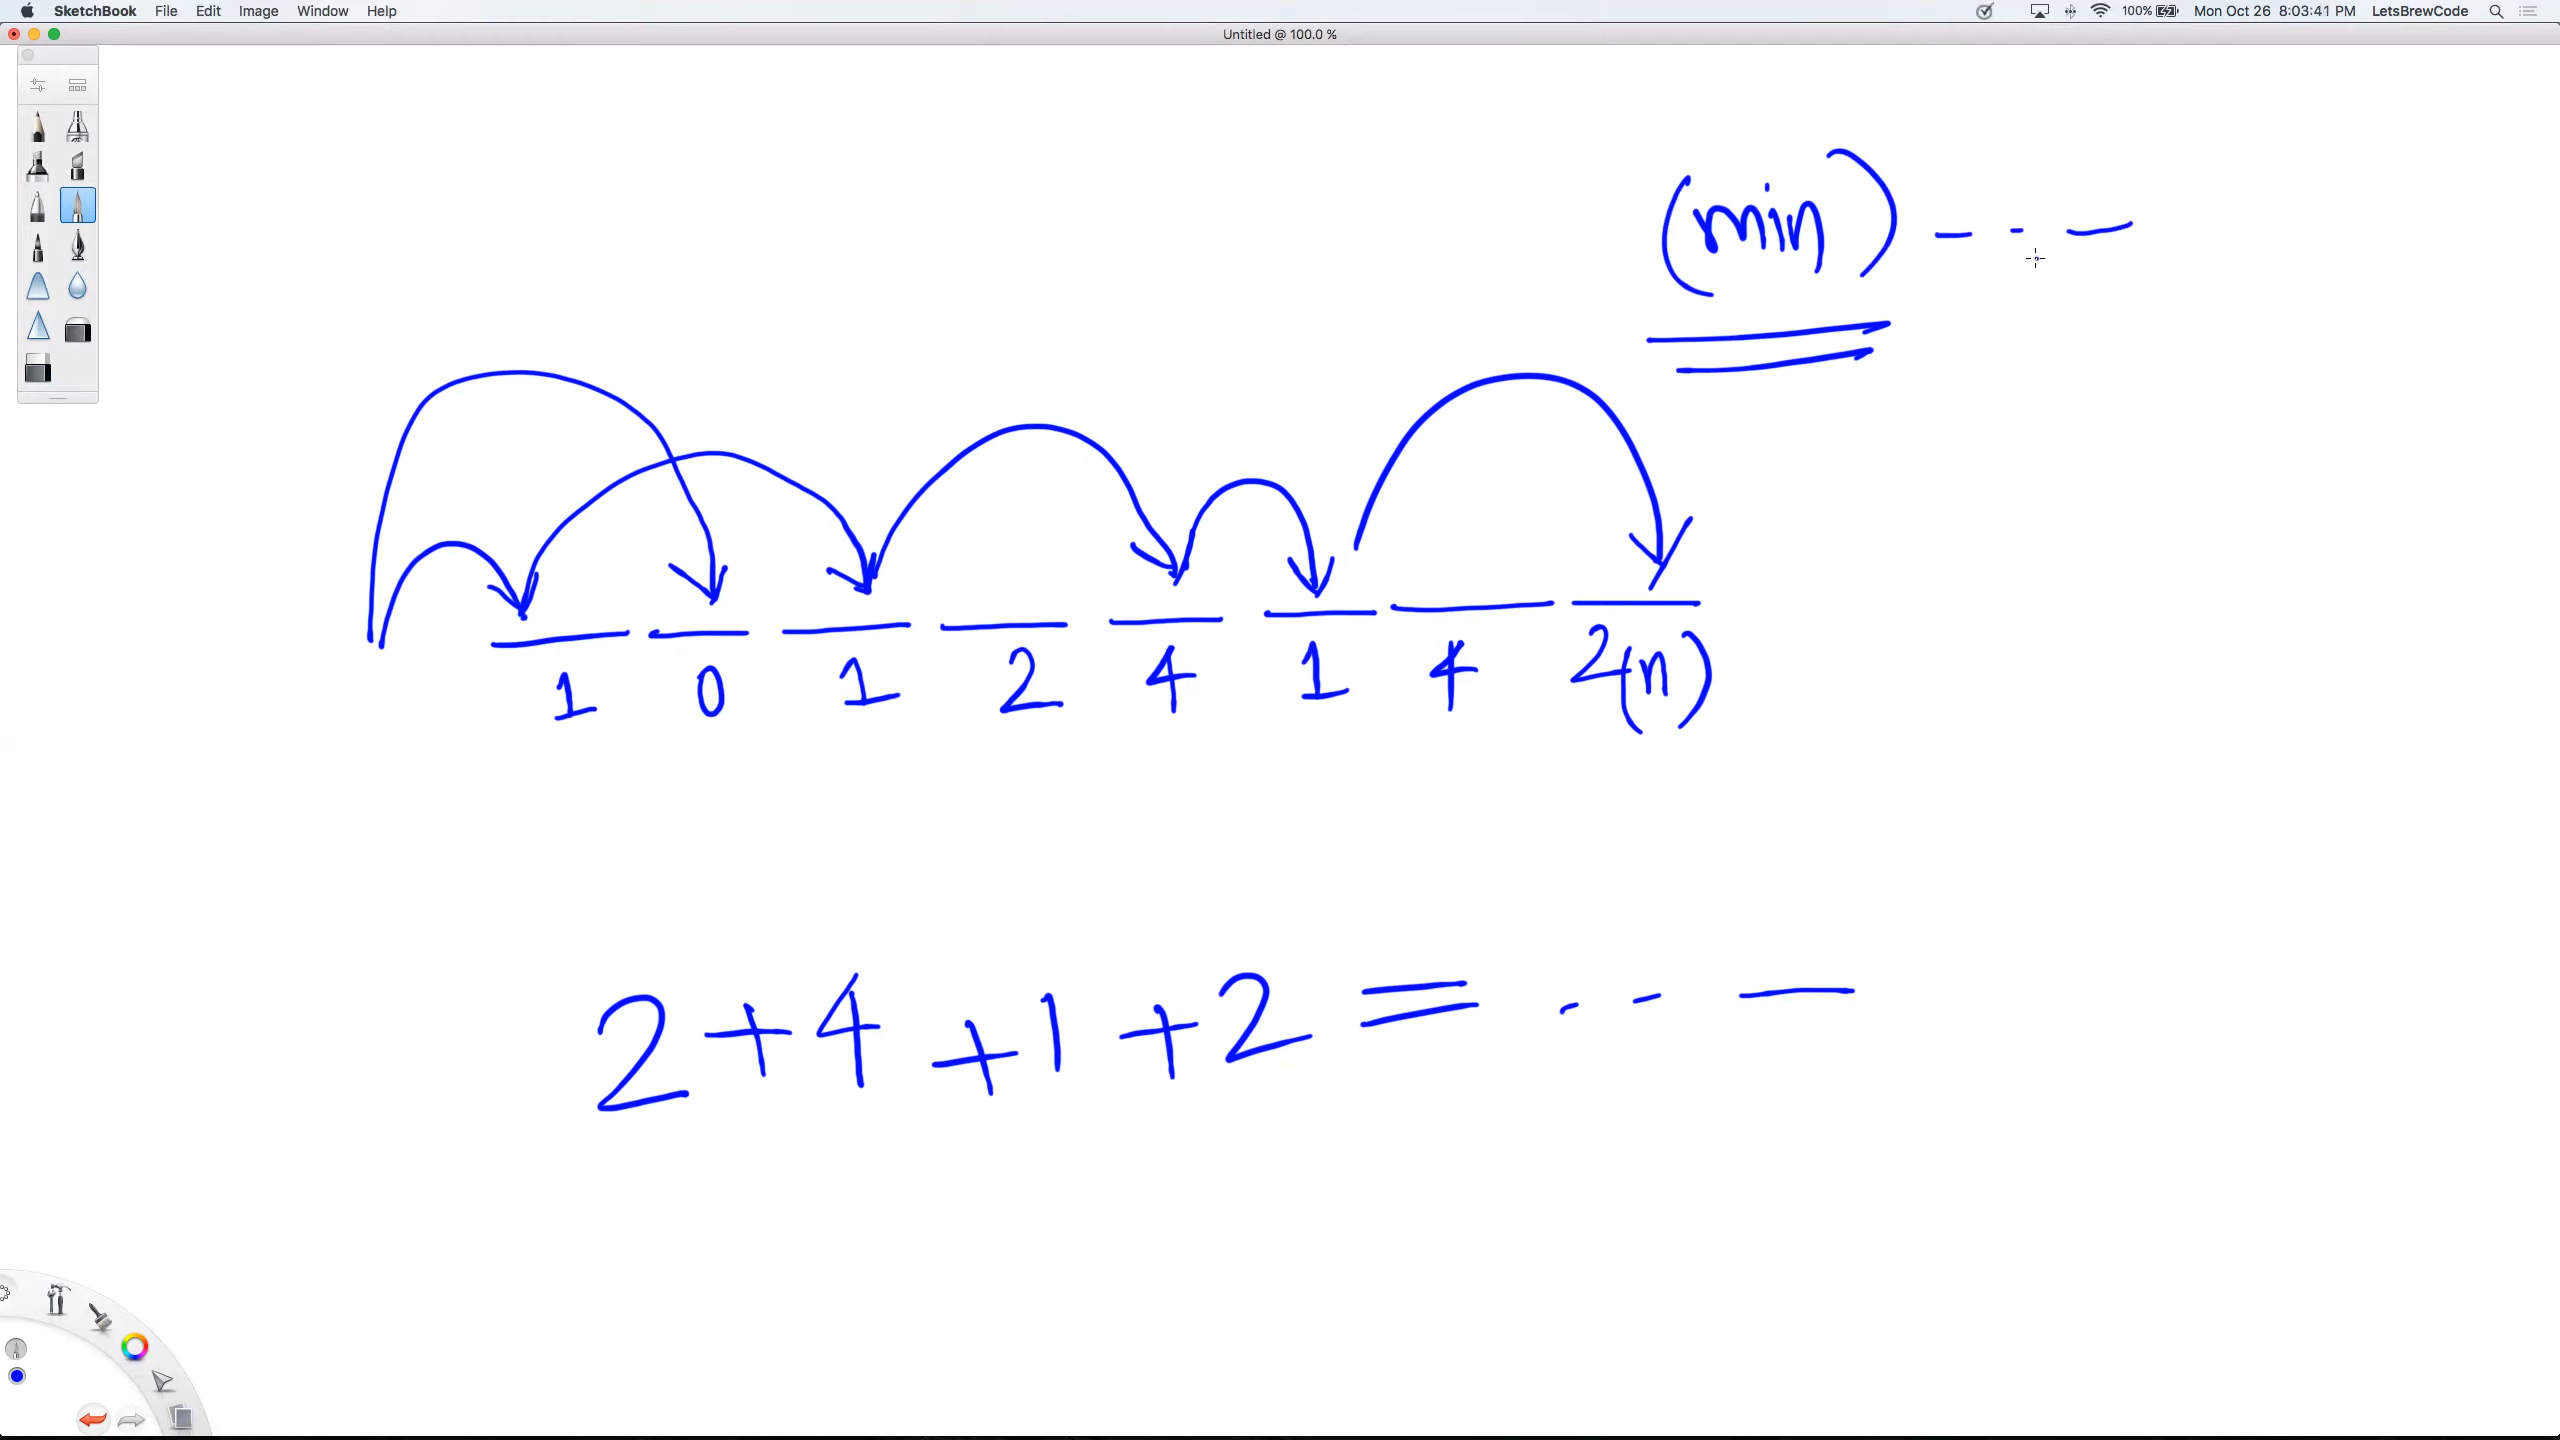 SketchBook File Edit Image Window Help 100% Mon Oct 26 8:03:41 PM LetsBrewCode
Untitled @ 100.0 %
(min) - - -
1 0 1 2 4 1 4 2(n)
2+4+1+2 = - - -